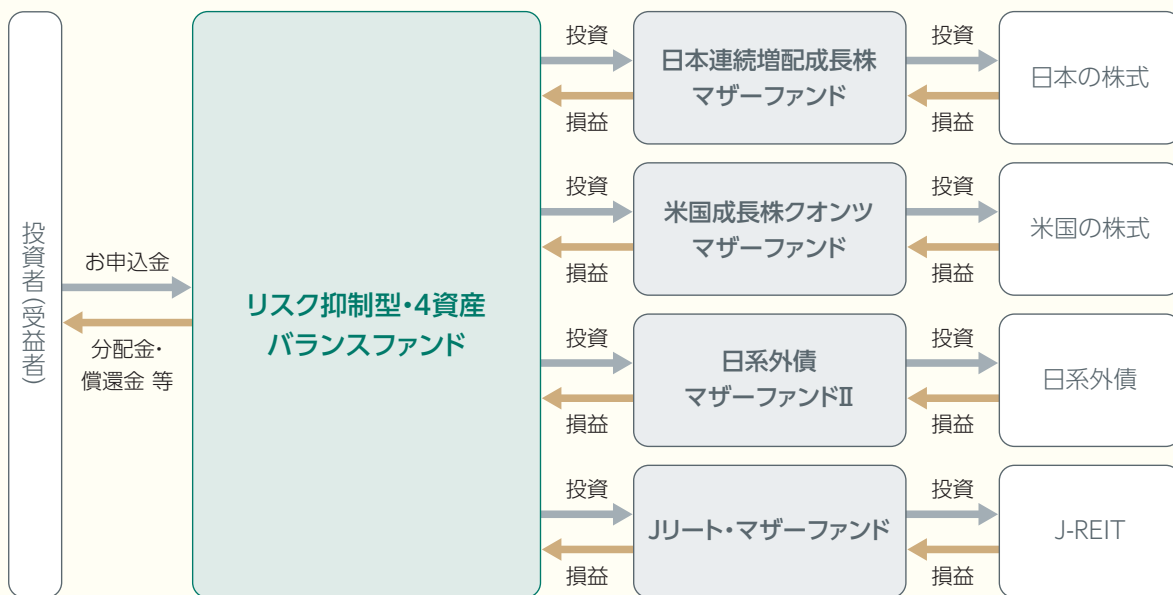 投資者(受益者)
お申込金
分配金・
償還金 等
リスク抑制型・4資産
バランスファンド
投資
損益
日本連続増配成長株
マザーファンド
投資
損益
日本の株式
投資
損益
米国成長株クオンツ
マザーファンド
投資
損益
米国の株式
投資
損益
日系外債
マザーファンドⅡ
投資
損益
日系外債
投資
損益
Jリート・マザーファンド
投資
損益
J-REIT